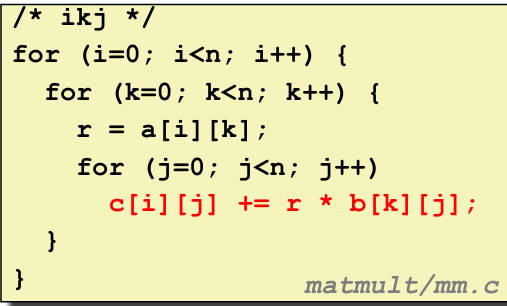 /* ikj */
for (i=0; i<n; i++) {
  for (k=0; k<n; k++) {
    r = a[i][k];
    for (j=0; j<n; j++)
      c[i][j] += r * b[k][j];
  }
}
matmult/mm.c